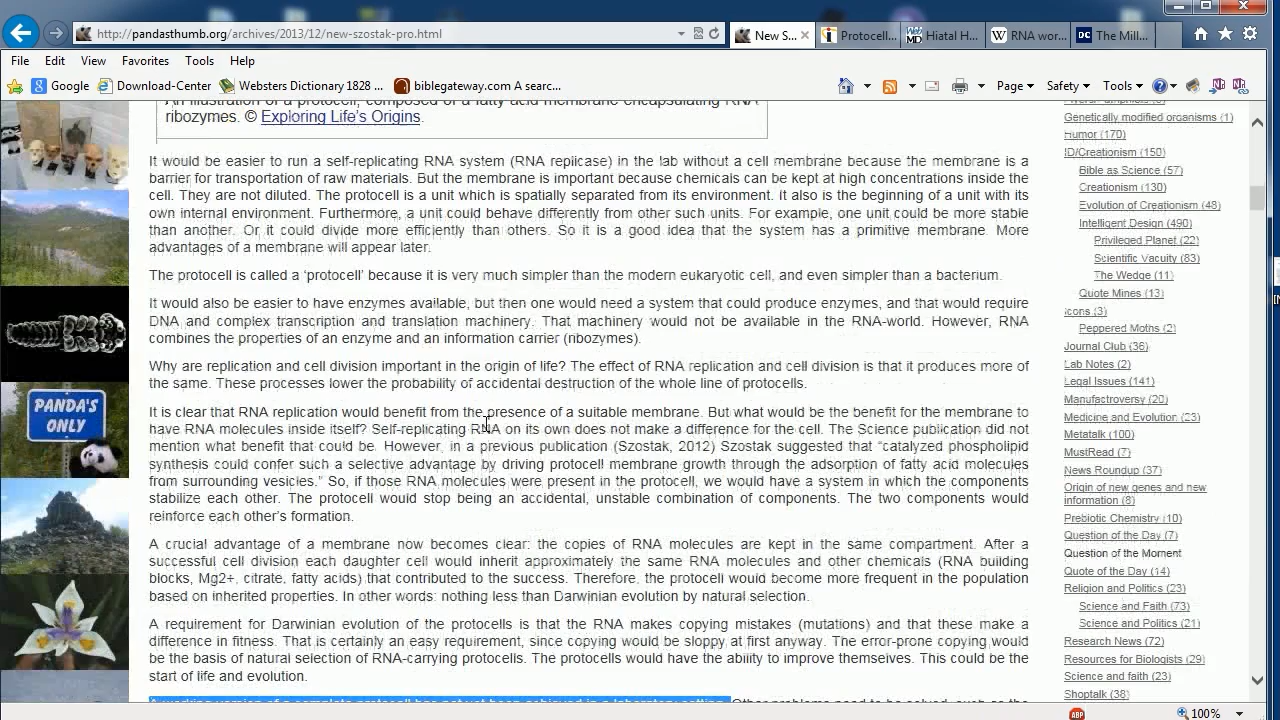 http://pandasthumb.org/archives/2013/12/new-szostak-pro.html
New S...
Protocell...
Hiatal H...
RNA wor...
The Mill...
File Edit View Favorites Tools Help
Google Download-Center Websters Dictionary 1828 ... biblegateway.com A searc...
Page Safety Tools
An illustration of a protocell, composed of a fatty acid membrane encapsulating RNA
ribozymes. © Exploring Life's Origins.
It would be easier to run a self-replicating RNA system (RNA replicase) in the lab without a cell membrane because the membrane is a
barrier for transportation of raw materials. But the membrane is important because chemicals can be kept at high concentrations inside the
cell. They are not diluted. The protocell is a unit which is spatially separated from its environment. It also is the beginning of a unit with its
own internal environment. Furthermore, a unit could behave differently from other such units. For example, one unit could be more stable
than another. Or it could divide more efficiently than others. So it is a good idea that the system has a primitive membrane. More
advantages of a membrane will appear later.
The protocell is called a ‘protocell’ because it is very much simpler than the modern eukaryotic cell, and even simpler than a bacterium.
It would also be easier to have enzymes available, but then one would need a system that could produce enzymes, and that would require
DNA and complex transcription and translation machinery. That machinery would not be available in the RNA-world. However, RNA
combines the properties of an enzyme and an information carrier (ribozymes).
Why are replication and cell division important in the origin of life? The effect of RNA replication and cell division is that it produces more of
the same. These processes lower the probability of accidental destruction of the whole line of protocells.
It is clear that RNA replication would benefit from the presence of a suitable membrane. But what would be the benefit for the membrane to
have RNA molecules inside itself? Self-replicating RNA on its own does not make a difference for the cell. The Science publication did not
mention what benefit that could be. However, in a previous publication (Szostak, 2012) Szostak suggested that “catalyzed phospholipid
synthesis could confer such a selective advantage by driving protocell membrane growth through the adsorption of fatty acid molecules
from surrounding vesicles.” So, if those RNA molecules were present in the protocell, we would have a system in which the components
stabilize each other. The protocell would stop being an accidental, unstable combination of components. The two components would
reinforce each other’s formation.
A crucial advantage of a membrane now becomes clear: the copies of RNA molecules are kept in the same compartment. After a
successful cell division each daughter cell would inherit approximately the same RNA molecules and other chemicals (RNA building
blocks, Mg2+, citrate, fatty acids) that contributed to the success. Therefore, the protocell would become more frequent in the population
based on inherited properties. In other words: nothing less than Darwinian evolution by natural selection.
A requirement for Darwinian evolution of the protocells is that the RNA makes copying mistakes (mutations) and that these make a
difference in fitness. That is certainly an easy requirement, since copying would be sloppy at first anyway. The error-prone copying would
be the basis of natural selection of RNA-carrying protocells. The protocells would have the ability to improve themselves. This could be the
start of life and evolution.
A working version of a complete protocell has not yet been achieved in a laboratory setting. Other problems need to be solved, such as the
PANDA'S
ONLY
Genetically modified organisms (1)
Humor (170)
ID/Creationism (150)
Bible as Science (57)
Creationism (130)
Evolution of Creationism (48)
Intelligent Design (490)
Privileged Planet (22)
Scientific Vacuity (83)
The Wedge (11)
Quote Mines (13)
Icons (3)
Peppered Moths (2)
Journal Club (36)
Lab Notes (2)
Legal Issues (141)
Manufactroversy (20)
Medicine and Evolution (23)
Metatalk (100)
MustRead (7)
News Roundup (37)
Origin of new genes and new
information (8)
Prebiotic Chemistry (10)
Question of the Day (7)
Question of the Moment
Quote of the Day (14)
Religion and Politics (23)
Science and Faith (73)
Science and Politics (21)
Research News (72)
Resources for Biologists (29)
Science and faith (23)
Shoptalk (38)
ABP
100%